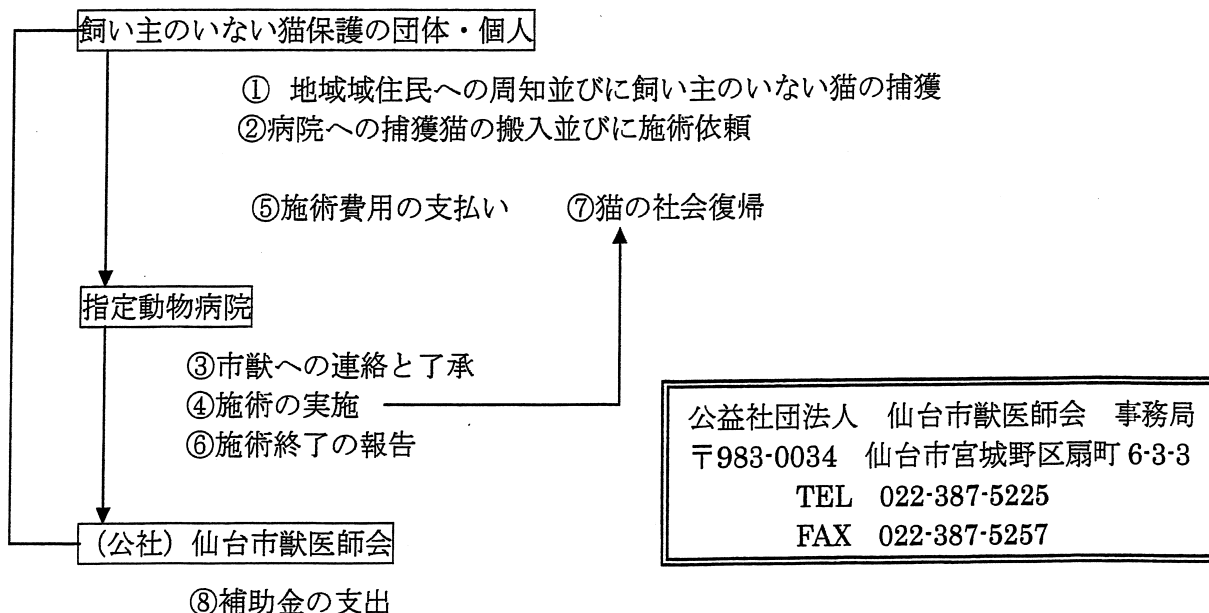 飼い主のいない猫保護の団体・個人
① 地域域住民への周知並びに飼い主のいない猫の捕獲
②病院への捕獲猫の搬入並びに施術依頼
⑤施術費用の支払い ⑦猫の社会復帰
指定動物病院
③市獣への連絡と了承
④施術の実施
⑥施術終了の報告
公益社団法人 仙台市獣医師会 事務局
〒983-0034 仙台市宮城野区扇町 6-3-3
TEL 022-387-5225
FAX 022-387-5257
(公社) 仙台市獣医師会
⑧補助金の支出